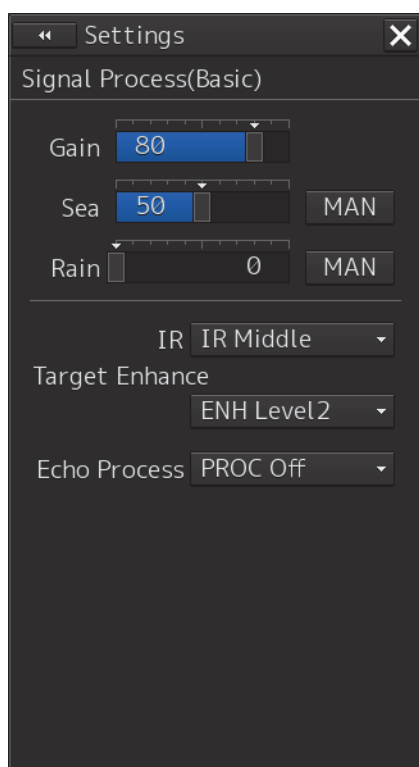 Settings
Signal Process(Basic)
Gain 80
Sea 50 MAN
Rain 0 MAN
IR IR Middle
Target Enhance
ENH Level2
Echo Process PROC Off